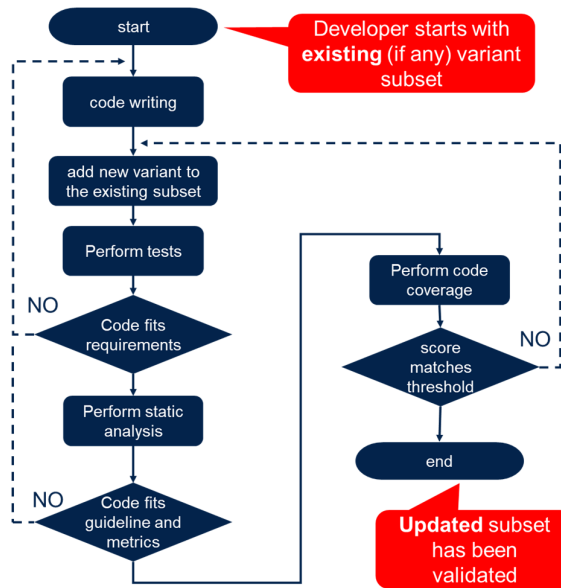 start
Developer starts with
existing (if any) variant
subset
code writing
add new variant to
the existing subset
Perform tests
NO
Code fits
requirements
Perform static
analysis
NO
Code fits
guideline and
metrics
Perform code
coverage
NO
score
matches
threshold
end
Updated subset
has been
validated